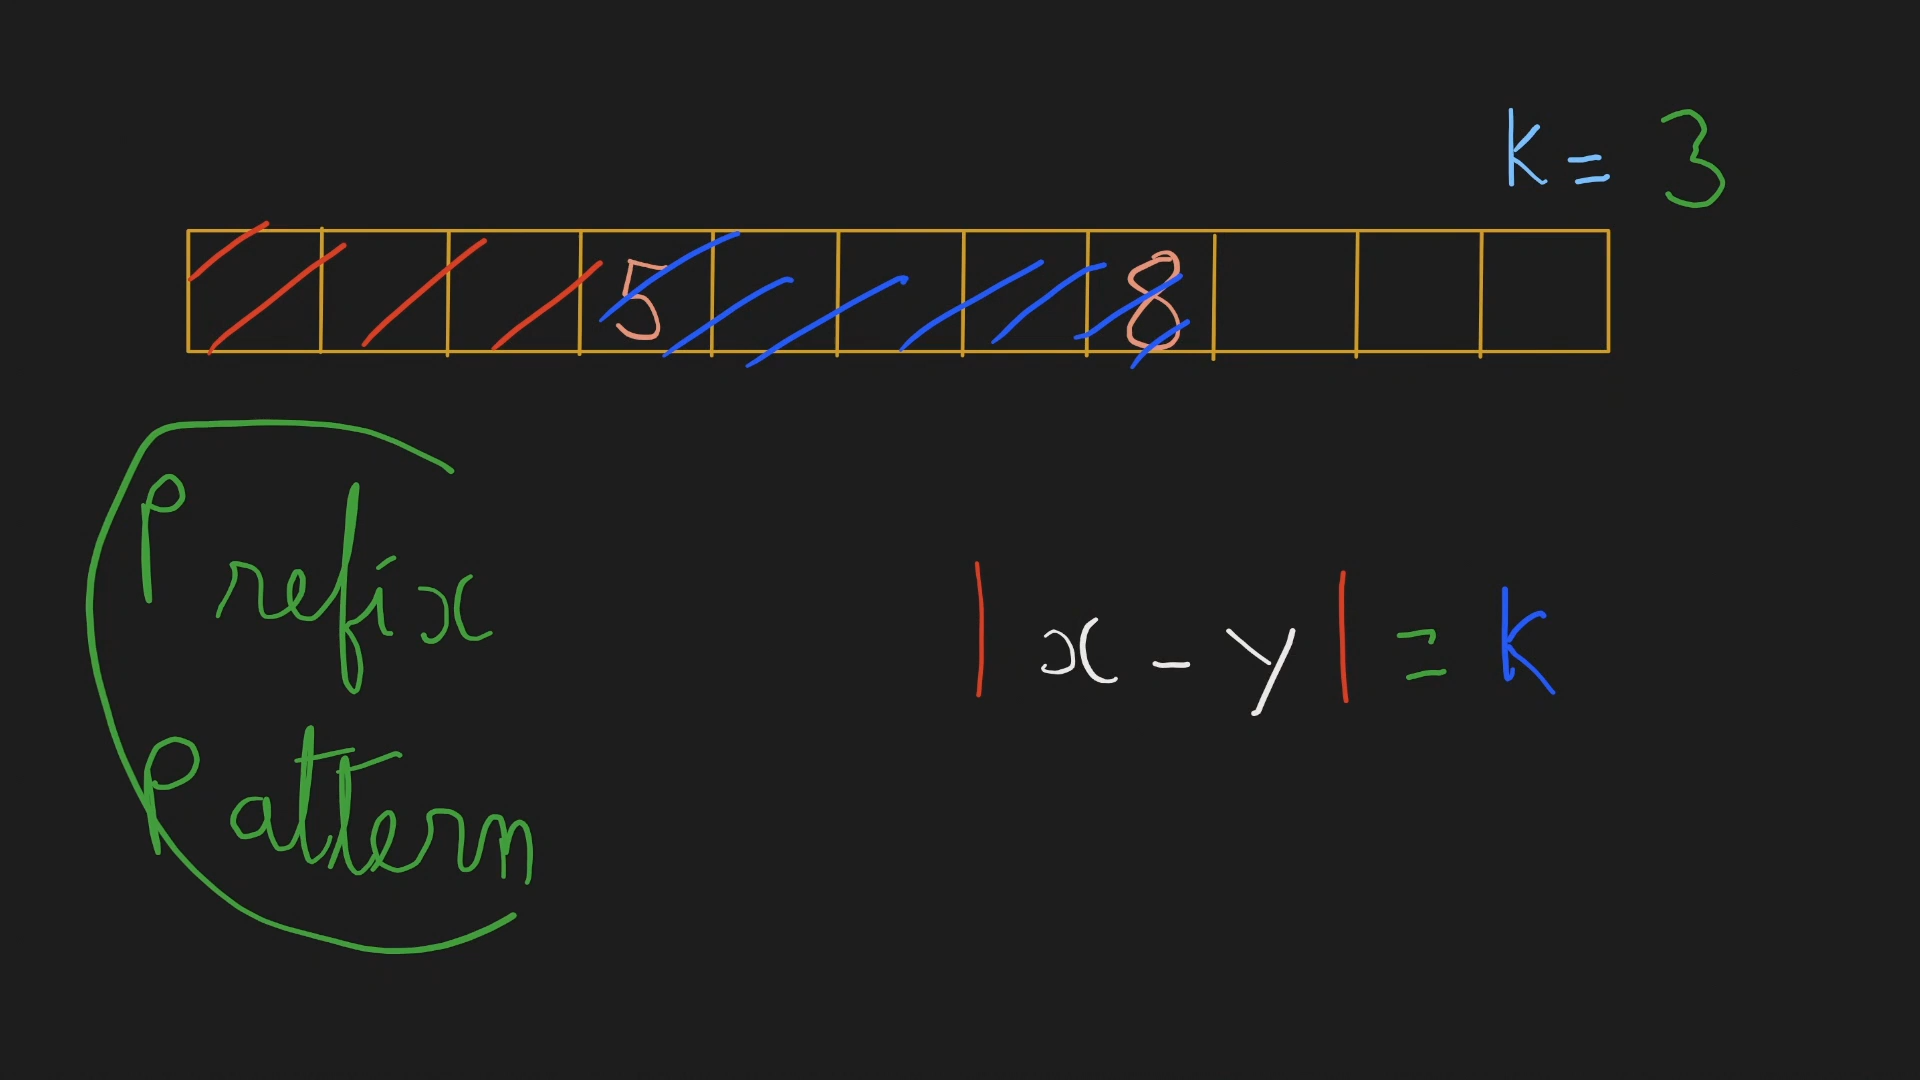 K = 3
5 8
Prefix
Pattern
|x - y| = K